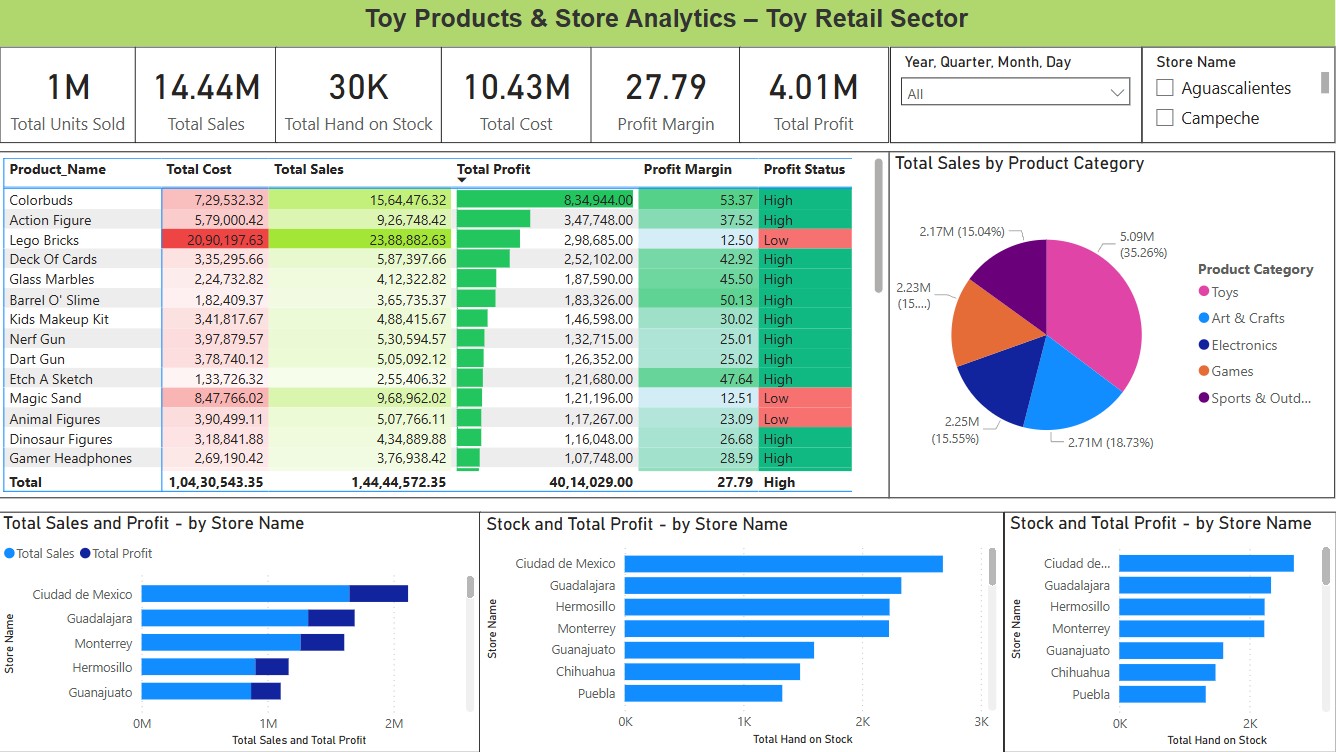 Toy Products & Store Analytics – Toy Retail Sector
1M 14.44M 30K 10.43M 27.79 4.01M
Total Units Sold Total Sales Total Hand on Stock Total Cost Profit Margin Total Profit
Year, Quarter, Month, Day
All
Store Name
Aguascalientes
Campeche
Product_Name Total Cost Total Sales Total Profit Profit Margin Profit Status
Colorbuds 7,29,532.32 15,64,476.32 8,34,944.00 53.37 High
Action Figure 5,79,000.42 9,26,748.42 3,47,748.00 37.52 High
Lego Bricks 20,90,197.63 23,88,882.63 2,98,685.00 12.50 Low
Deck Of Cards 3,35,295.66 5,87,397.66 2,52,102.00 42.92 High
Glass Marbles 2,24,732.82 4,12,322.82 1,87,590.00 45.50 High
Barrel O' Slime 1,82,409.37 3,65,735.37 1,83,326.00 50.13 High
Kids Makeup Kit 3,41,817.67 4,88,415.67 1,46,598.00 30.02 High
Nerf Gun 3,97,879.57 5,30,594.57 1,32,715.00 25.01 High
Dart Gun 3,78,740.12 5,05,092.12 1,26,352.00 25.02 High
Etch A Sketch 1,33,726.32 2,55,406.32 1,21,680.00 47.64 High
Magic Sand 8,47,766.02 9,68,962.02 1,21,196.00 12.51 Low
Animal Figures 3,90,499.11 5,07,766.11 1,17,267.00 23.09 Low
Dinosaur Figures 3,18,841.88 4,34,889.88 1,16,048.00 26.68 High
Gamer Headphones 2,69,190.42 3,76,938.42 1,07,748.00 28.59 High
Total 1,04,30,543.35 1,44,44,572.35 40,14,029.00 27.79 High
Total Sales by Product Category
2.17M (15.04%)
5.09M
(35.26%)
2.23M
(15....)
2.25M
(15.55%)
2.71M (18.73%)
Product Category
Toys
Art & Crafts
Electronics
Games
Sports & Outd...
Total Sales and Profit - by Store Name
Total Sales Total Profit
Store Name
Ciudad de Mexico
Guadalajara
Monterrey
Hermosillo
Guanajuato
0M 1M 2M
Total Sales and Total Profit
Stock and Total Profit - by Store Name
Store Name
Ciudad de Mexico
Guadalajara
Hermosillo
Monterrey
Guanajuato
Chihuahua
Puebla
0K 1K 2K 3K
Total Hand on Stock
Stock and Total Profit - by Store Name
Store Name
Ciudad de...
Guadalajara
Hermosillo
Monterrey
Guanajuato
Chihuahua
Puebla
0K 2K
Total Hand on Stock